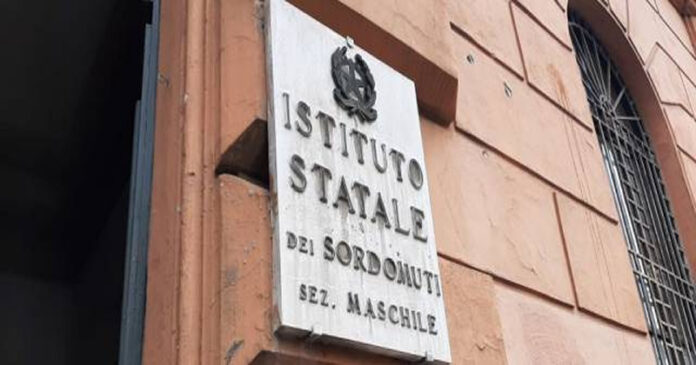 ISTITUTO
STATALE
DEI SORDOMUTI
SEZ. MASCHILE